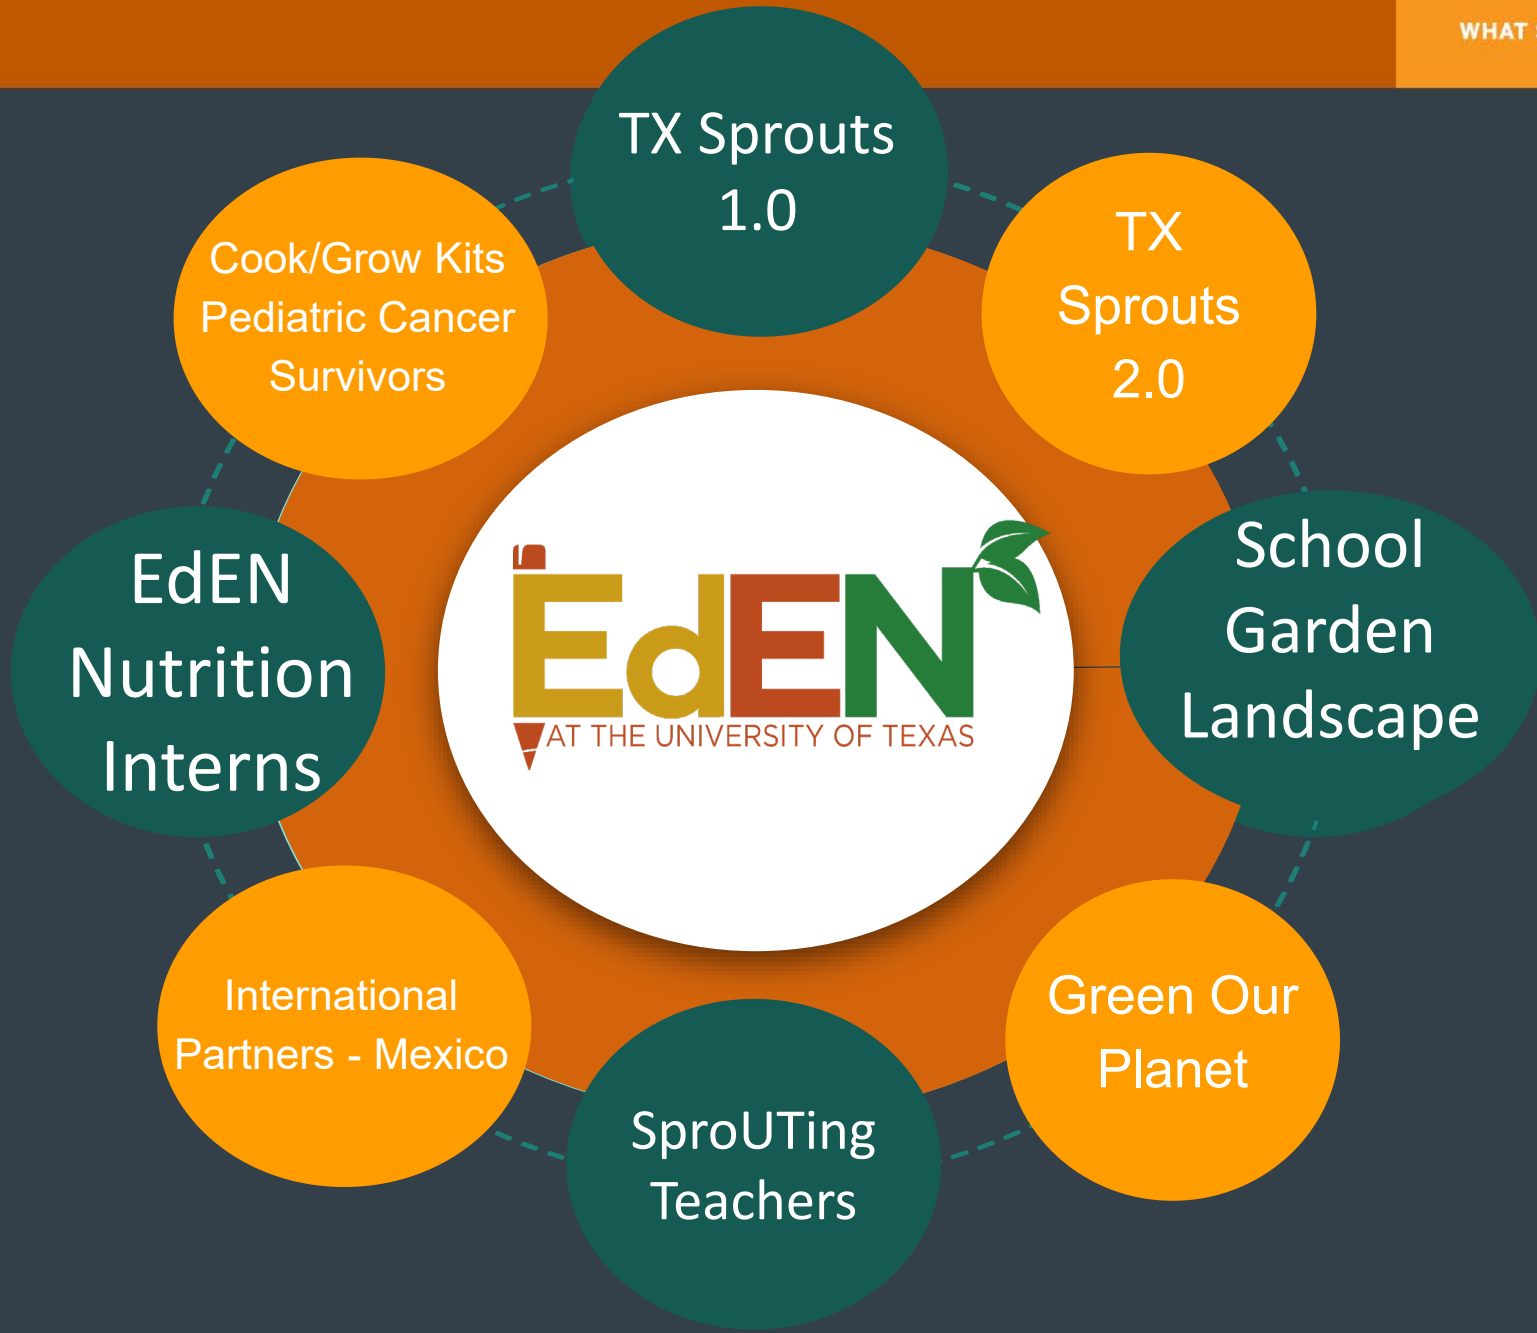 WHAT
TX Sprouts
1.0
TX
Sprouts
2.0
Cook/Grow Kits
Pediatric Cancer
Survivors
School
Garden
Landscape
EdEN
Nutrition
Interns
EdEN
AT THE UNIVERSITY OF TEXAS
Green Our
Planet
International
Partners - Mexico
SproUTing
Teachers